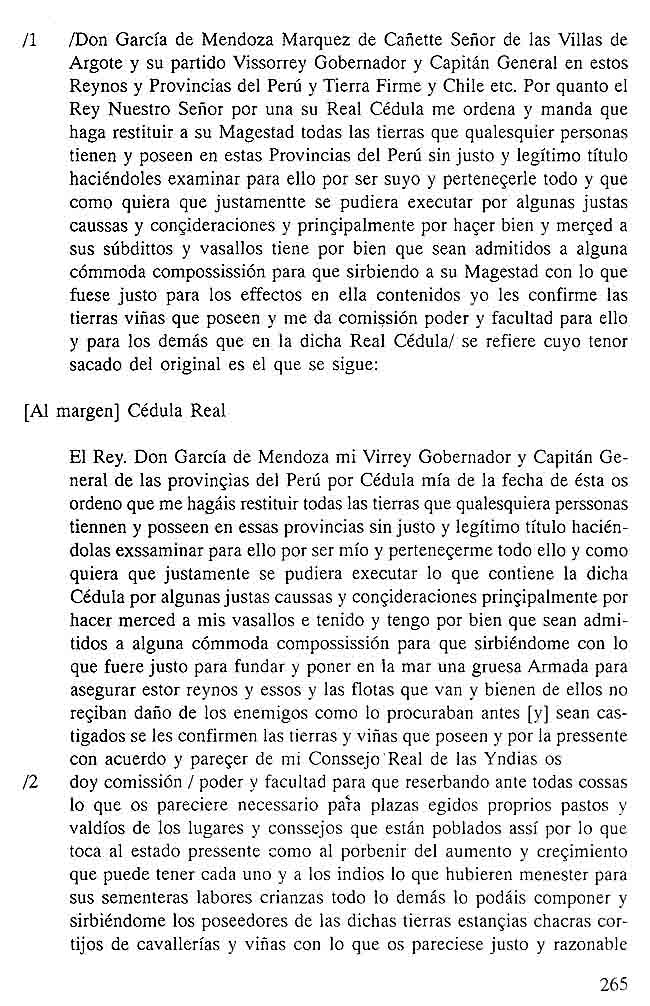 /1 /Don García de Mendoza Marquez de Cañette Señor de las Villas de
Argote y su partido Vissorrey Gobernador y Capitán General en estos
Reynos y Provincias del Perú y Tierra Firme y Chile etc. Por quanto el
Rey Nuestro Señor por una su Real Cédula me ordena y manda que
haga restituir a su Magestad todas las tierras que qualesquier personas
tienen y poseen en estas Provincias del Perú sin justo y legítimo título
haciéndoles examinar para ello por ser suyo y perteneçerle todo y que
como quiera que justamentte se pudiera executar por algunas justas
caussas y conçideraciones y prinçipalmente por haçer bien y merçed a
sus súbdittos y vasallos tiene por bien que sean admitidos a alguna
cómmoda compossissión para que sirbiendo a su Magestad con lo que
fuese justo para los effectos en ella contenidos yo les confirme las
tierras viñas que poseen y me da comissión poder y facultad para ello
y para los demás que en la dicha Real Cédula/ se refiere cuyo tenor
sacado del original es el que se sigue:
[Al margen] Cédula Real
El Rey. Don García de Mendoza mi Virrey Gobernador y Capitán Ge-
neral de las provinçias del Perú por Cédula mía de la fecha de ésta os
ordeno que me hagáis restituir todas las tierras que qualesquiera perssonas
tiennen y posseen en essas provincias sin justo y legítimo título hacién-
dolas exssaminar para ello por ser mío y perteneçerme todo ello y como
quiera que justamente se pudiera executar lo que contiene la dicha
Cédula por algunas justas caussas y conçideraciones prinçipalmente por
hacer merced a mis vasallos e tenido y tengo por bien que sean admi-
tidos a alguna cómmoda compossissión para que sirbiéndome con lo
que fuere justo para fundar y poner en la mar una gruesa Armada para
asegurar estor reynos y essos y las flotas que van y bienen de ellos no
reçiban daño de los enemigos como lo procuraban antes [y] sean cas-
tigados se les confirmen las tierras y viñas que poseen y por la pressente
con acuerdo y pareçer de mi Conssejo Real de las Yndias os
/2 doy comissión / poder y facultad para que reserbando ante todas cossas
lo que os pareciere necessario para plazas egidos proprios pastos y
valdíos de los lugares y conssejos que están poblados assí por lo que
toca al estado pressente como al porbenir del aumento y creçimiento
que puede tener cada uno y a los indios lo que hubieren menester para
sus sementeras labores crianzas todo lo demás lo podáis componer y
sirbiéndome los poseedores de las dichas tierras estançias chacras cor-
tijos de cavallerías y viñas con lo que os pareciese justo y razonable
265